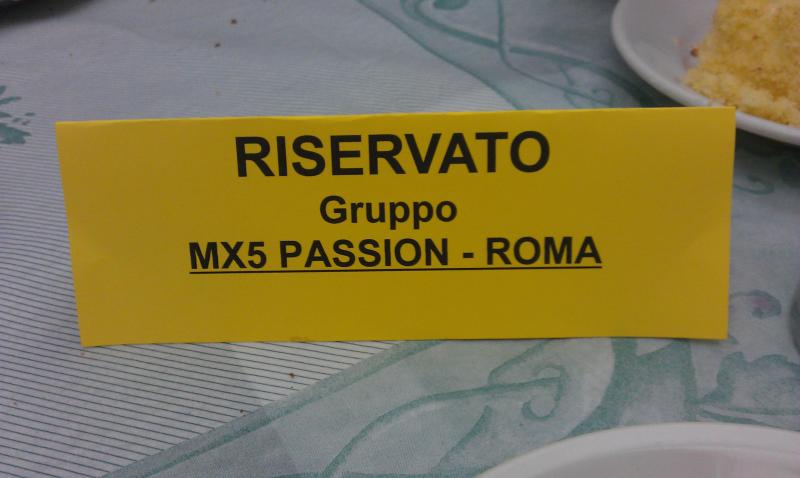 RISERVATO
Gruppo
MX5 PASSION - ROMA